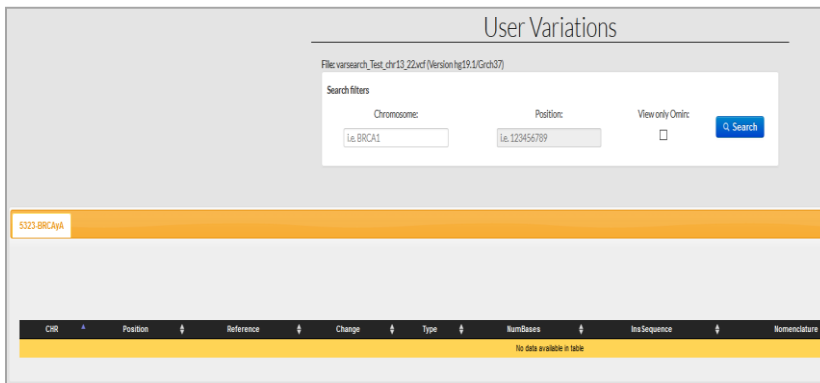 User Variations
File: varsearch_Test_chr13_22.vcf (Version hg19.1/Grch37)
Search filters
Chromosome: Position: View only Omin:
i.e. BRCA1 i.e. 123456789 Search
5323-BRCAyA
CHR Position Reference Change Type NumBases InsSequence Nomenclature
No data available in table